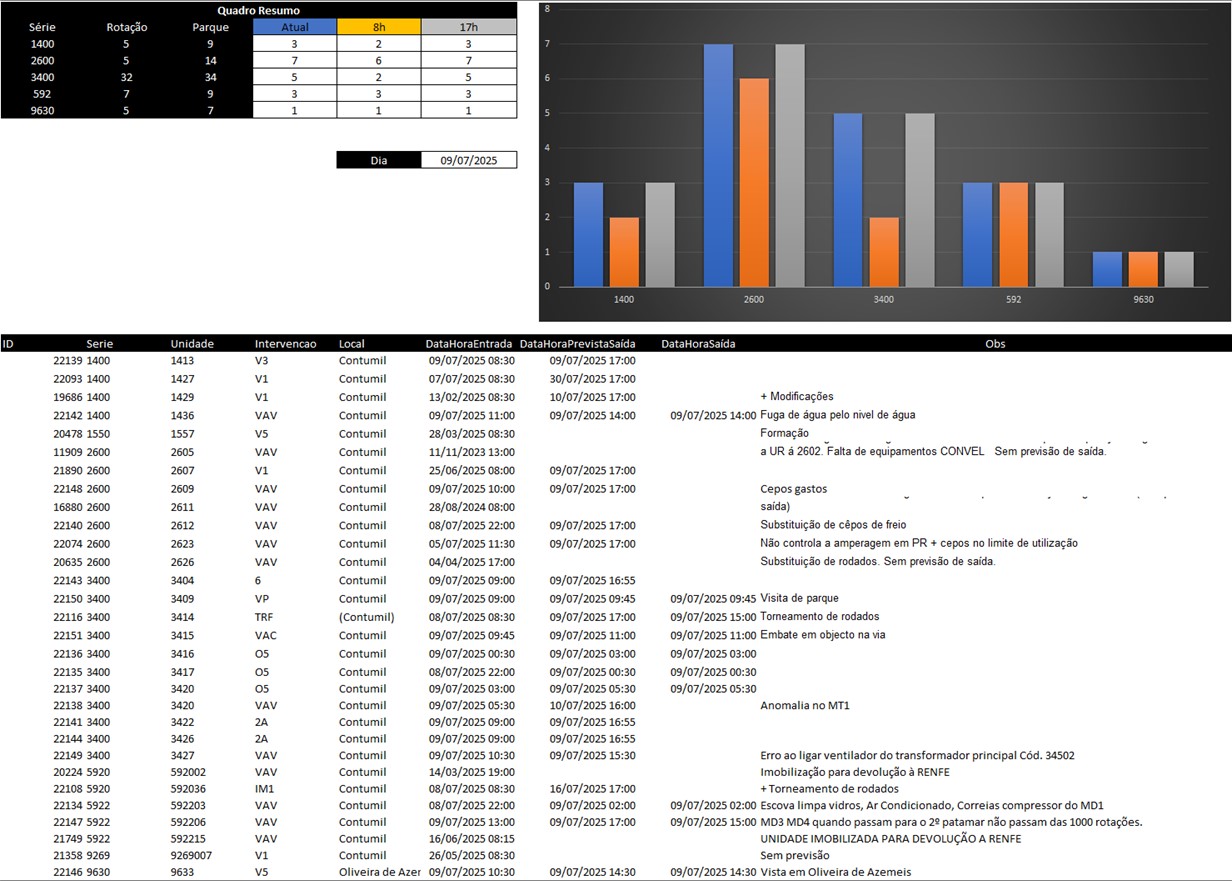 Quadro Resumo
Série Rotação Parque Atual 8h 17h
1400 5 9 3 2 3
2600 5 14 7 6 7
3400 32 34 5 2 5
592 7 9 3 3 3
9630 5 7 1 1 1
Dia 09/07/2025
8
7
6
5
4
3
2
1
0
1400 2600 3400 592 9630
ID Serie Unidade Intervencao Local DataHoraEntrada DataHoraPrevistaSaída DataHoraSaída Obs
22139 1400 1413 V3 Contumil 09/07/2025 08:30 09/07/2025 17:00
22093 1400 1427 V1 Contumil 07/07/2025 08:30 30/07/2025 17:00
19686 1400 1429 V1 Contumil 13/02/2025 08:30 10/07/2025 17:00 + Modificações
22142 1400 1436 VAV Contumil 09/07/2025 11:00 09/07/2025 14:00 09/07/2025 14:00 Fuga de água pelo nivel de água
20478 1550 1557 V5 Contumil 28/03/2025 08:30 Formação
11909 2600 2605 VAV Contumil 11/11/2023 13:00 a UR á 2602. Falta de equipamentos CONVEL Sem previsão de saída.
21890 2600 2607 V1 Contumil 25/06/2025 08:00 09/07/2025 17:00
22148 2600 2609 VAV Contumil 09/07/2025 10:00 09/07/2025 17:00 Cepos gastos
16880 2600 2611 VAV Contumil 28/08/2024 08:00 saída)
22140 2600 2612 VAV Contumil 08/07/2025 22:00 09/07/2025 17:00 Substituição de cêpos de freio
22074 2600 2623 VAV Contumil 05/07/2025 11:30 09/07/2025 17:00 Não controla a amperagem em PR + cepos no limite de utilização
20635 2600 2626 VAV Contumil 04/04/2025 17:00 Substituição de rodados. Sem previsão de saída.
22143 3400 3404 6 Contumil 09/07/2025 09:00 09/07/2025 16:55
22150 3400 3409 VP Contumil 09/07/2025 09:00 09/07/2025 09:45 09/07/2025 09:45 Visita de parque
22116 3400 3414 TRF (Contumil) 08/07/2025 08:30 09/07/2025 17:00 09/07/2025 15:00 Torneamento de rodados
22151 3400 3415 VAC Contumil 09/07/2025 09:45 09/07/2025 11:00 09/07/2025 11:00 Embate em objecto na via
22136 3400 3416 O5 Contumil 09/07/2025 00:30 09/07/2025 03:00 09/07/2025 03:00
22135 3400 3417 O5 Contumil 08/07/2025 22:00 09/07/2025 00:30 09/07/2025 00:30
22137 3400 3420 O5 Contumil 09/07/2025 03:00 09/07/2025 05:30 09/07/2025 05:30
22138 3400 3420 VAV Contumil 09/07/2025 05:30 10/07/2025 16:00 Anomalia no MT1
22141 3400 3422 2A Contumil 09/07/2025 09:00 09/07/2025 16:55
22144 3400 3426 2A Contumil 09/07/2025 09:00 09/07/2025 16:55
22149 3400 3427 VAV Contumil 09/07/2025 10:30 09/07/2025 15:30 Erro ao ligar ventilador do transformador principal Cód. 34502
20224 5920 592002 VAV Contumil 14/03/2025 19:00 Imobilização para devolução à RENFE
22108 5920 592036 IM1 Contumil 08/07/2025 08:30 16/07/2025 17:00 +Torneamento de rodados
22134 5922 592203 VAV Contumil 08/07/2025 22:00 09/07/2025 02:00 09/07/2025 02:00 Escova limpa vidros, Ar Condicionado, Correias compressor do MD1
22147 5922 592206 VAV Contumil 09/07/2025 13:00 09/07/2025 17:00 09/07/2025 15:00 MD3 MD4 quando passam para o 2º patamar não passam das 1000 rotações.
21749 5922 592215 VAV Contumil 16/06/2025 08:15 UNIDADE IMOBILIZADA PARA DEVOLUÇÃO A RENFE
21358 9269 9269007 V1 Contumil 26/05/2025 08:30 Sem previsão
22146 9630 9633 V5 Oliveira de Azer 09/07/2025 10:30 09/07/2025 14:30 09/07/2025 14:30 Vista em Oliveira de Azemeis